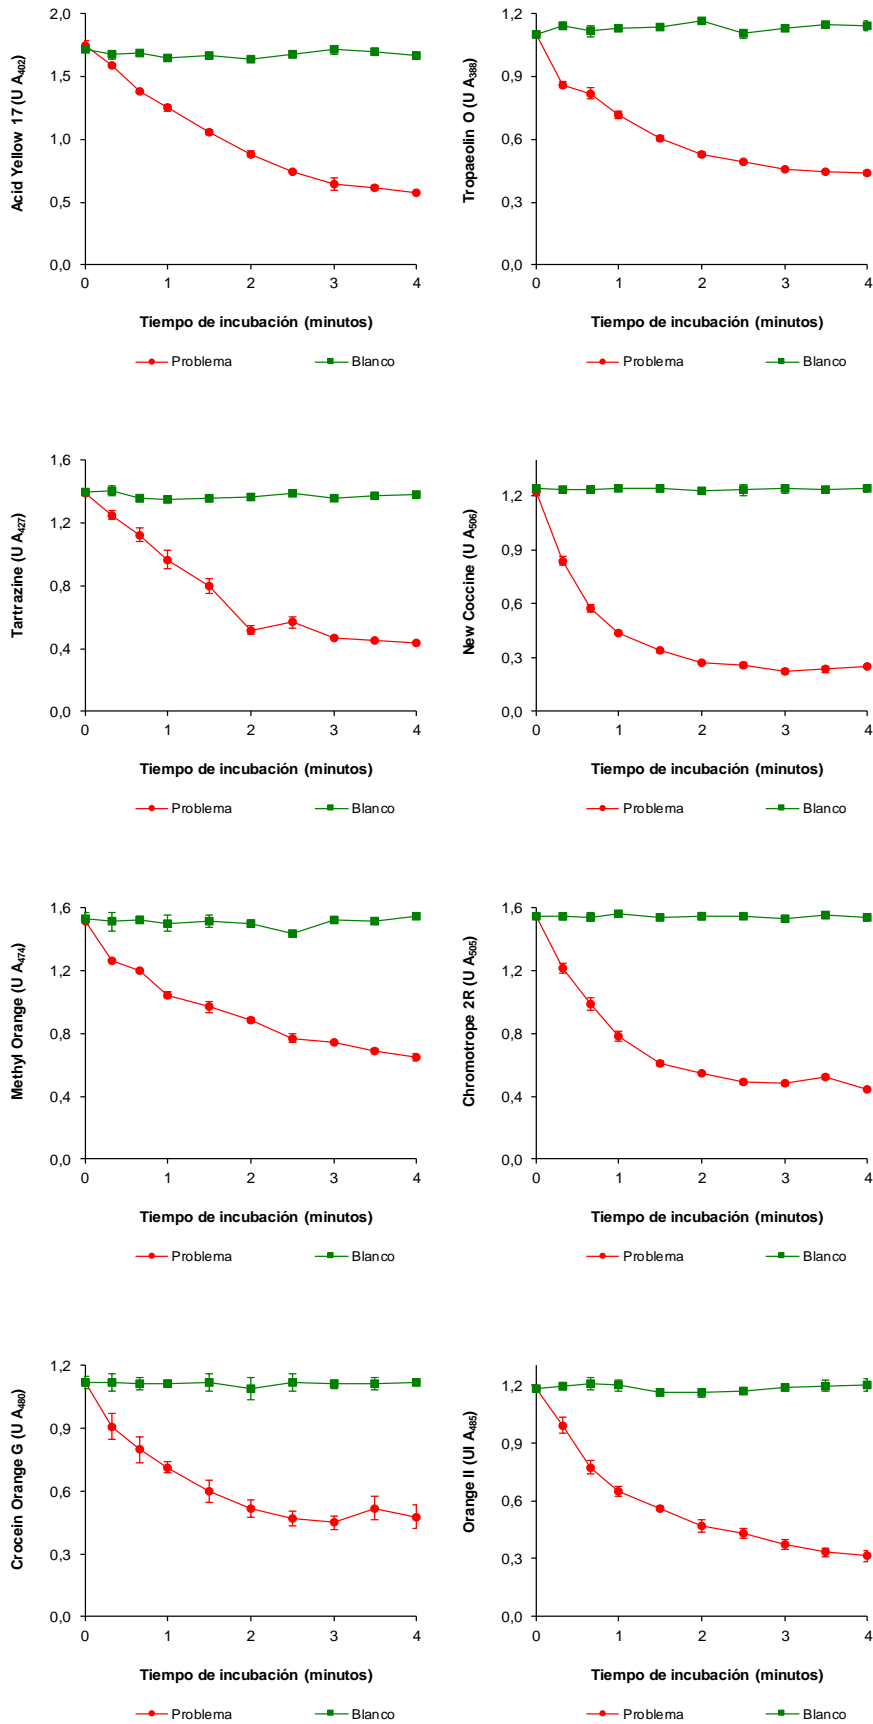 Acid Yellow 17 (U A402)
2,0
1,5
1,0
0,5
0,0
0 1 2 3 4
Tiempo de incubación (minutos)
Problema Blanco
Tropaeolin O (U A388)
1,2
0,9
0,6
0,3
0,0
0 1 2 3 4
Tiempo de incubación (minutos)
Problema Blanco
Tartrazine (U A427)
1,6
1,2
0,8
0,4
0,0
0 1 2 3 4
Tiempo de incubación (minutos)
Problema Blanco
New Coccine (U A506)
1,2
0,9
0,6
0,3
0,0
0 1 2 3 4
Tiempo de incubación (minutos)
Problema Blanco
Methyl Orange (U A474)
1,6
1,2
0,8
0,4
0,0
0 1 2 3 4
Tiempo de incubación (minutos)
Problema Blanco
Chromotrope 2R (U A505)
1,6
1,2
0,8
0,4
0,0
0 1 2 3 4
Tiempo de incubación (minutos)
Problema Blanco
Crocein Orange G (U A480)
1,2
0,9
0,6
0,3
0,0
0 1 2 3 4
Tiempo de incubación (minutos)
Problema Blanco
Orange II (UI A485)
1,2
0,9
0,6
0,3
0,0
0 1 2 3 4
Tiempo de incubación (minutos)
Problema Blanco